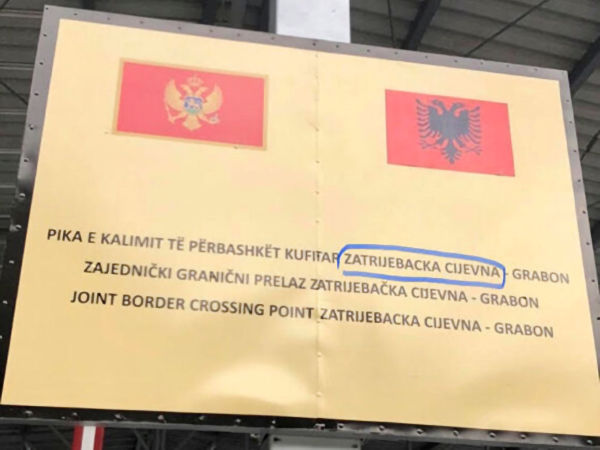 PIKA E KALIMIT TË PËRBASHKËT KUFITAR ZATRIJEBACKA CIJEVNA - GRABON
ZAJEDNIČKI GRANIČNI PRELAZ ZATRIJEBAČKA CIJEVNA - GRABON
JOINT BORDER CROSSING POINT ZATRIJEBACKA CIJEVNA - GRABON